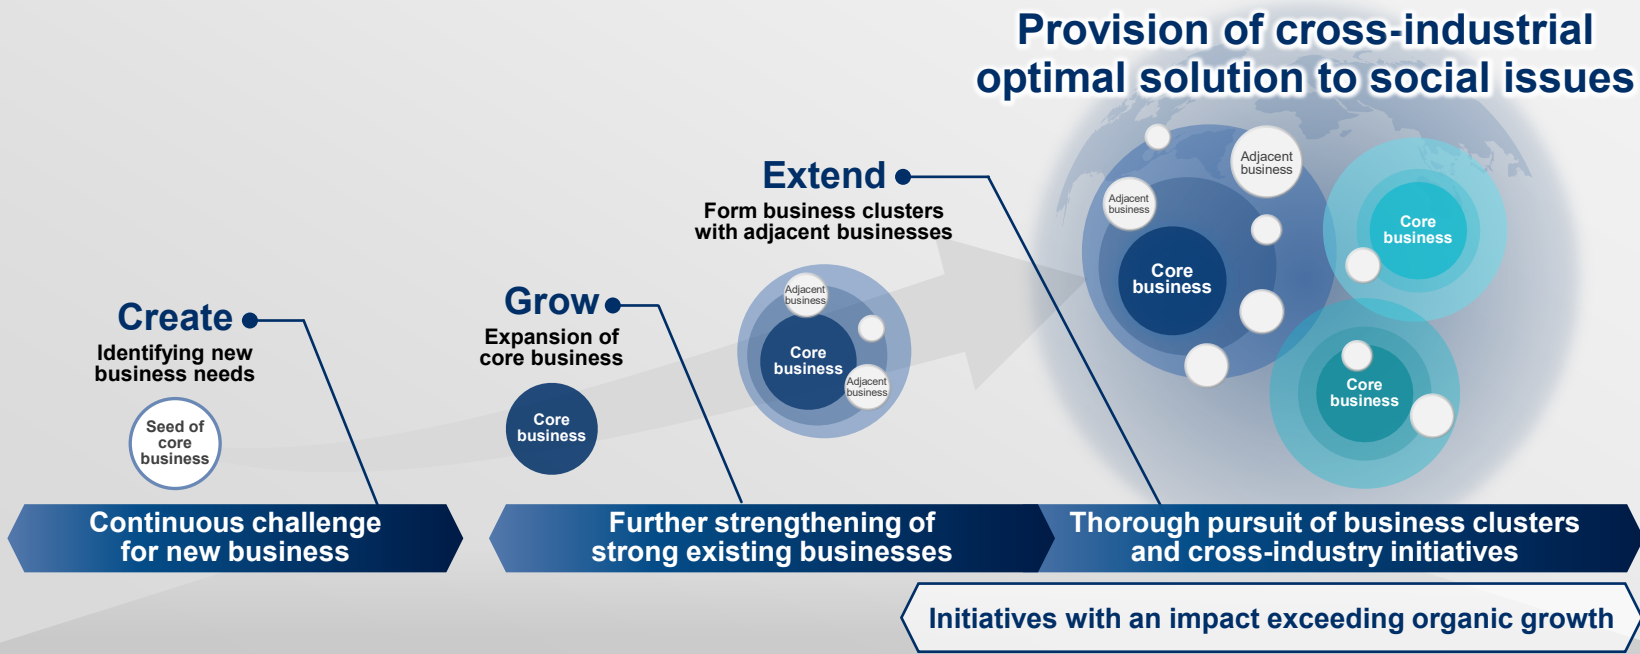 Provision of cross-industrial
optimal solution to social issues
Create
Identifying new
business needs
Seed of
core
business
Grow
Expansion of
core business
Core
business
Extend
Form business clusters
with adjacent businesses
Adjacent
business
Core
business
Adjacent
business
Adjacent
business
Adjacent
business
Core
business
Core
business
Core
business
Continuous challenge
for new business
Further strengthening of
strong existing businesses
Thorough pursuit of business clusters
and cross-industry initiatives
Initiatives with an impact exceeding organic growth